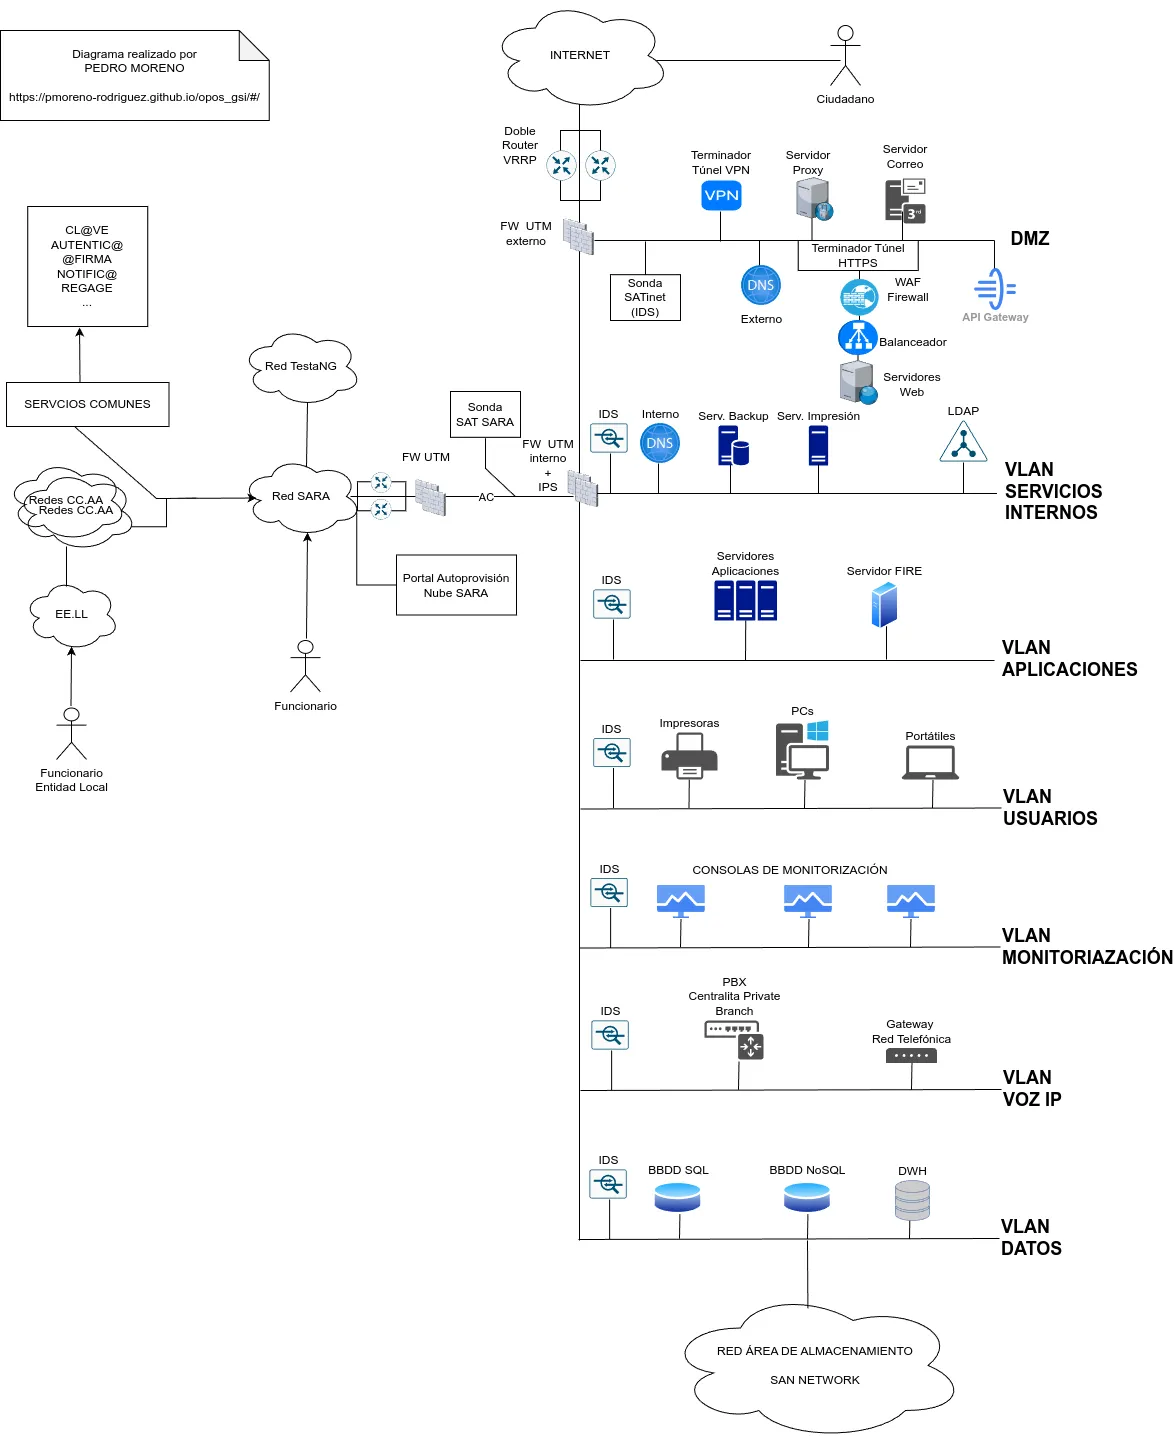 Diagrama realizado por
PEDRO MORENO
https://pmoreno-rodriguez.github.io/opos_gsi/#/
INTERNET
Ciudadano
Doble
Router
VRRP
FW UTM
externo
Terminador
Túnel VPN
VPN
Servidor
Proxy
Servidor
Correo
3rd
DMZ
Terminador Túnel
HTTPS
Sonda
SATinet
(IDS)
DNS
Externo
WAF
Firewall
API Gateway
Balanceador
Servidores
Web
CL@VE
AUTENTIC@
@FIRMA
NOTIFIC@
REGAGE
...
SERVCIOS COMUNES
Red TestaNG
Redes CC.AA
Redes CC.AA
Red SARA
FW UTM
Sonda
SAT SARA
AC
FW UTM
interno
+
IPS
Portal Autoprovisión
Nube SARA
EE.LL
Funcionario
Funcionario
Entidad Local
IDS
Interno
DNS
Serv. Backup
Serv. Impresión
LDAP
VLAN
SERVICIOS
INTERNOS
IDS
Servidores
Aplicaciones
Servidor FIRE
VLAN
APLICACIONES
IDS
Impresoras
PCs
Portátiles
VLAN
USUARIOS
IDS
CONSOLAS DE MONITORIZACIÓN
VLAN
MONITORIAZACIÓN
IDS
PBX
Centralita Private
Branch
Gateway
Red Telefónica
VLAN
VOZ IP
IDS
BBDD SQL
BBDD NoSQL
DWH
VLAN
DATOS
RED ÁREA DE ALMACENAMIENTO
SAN NETWORK